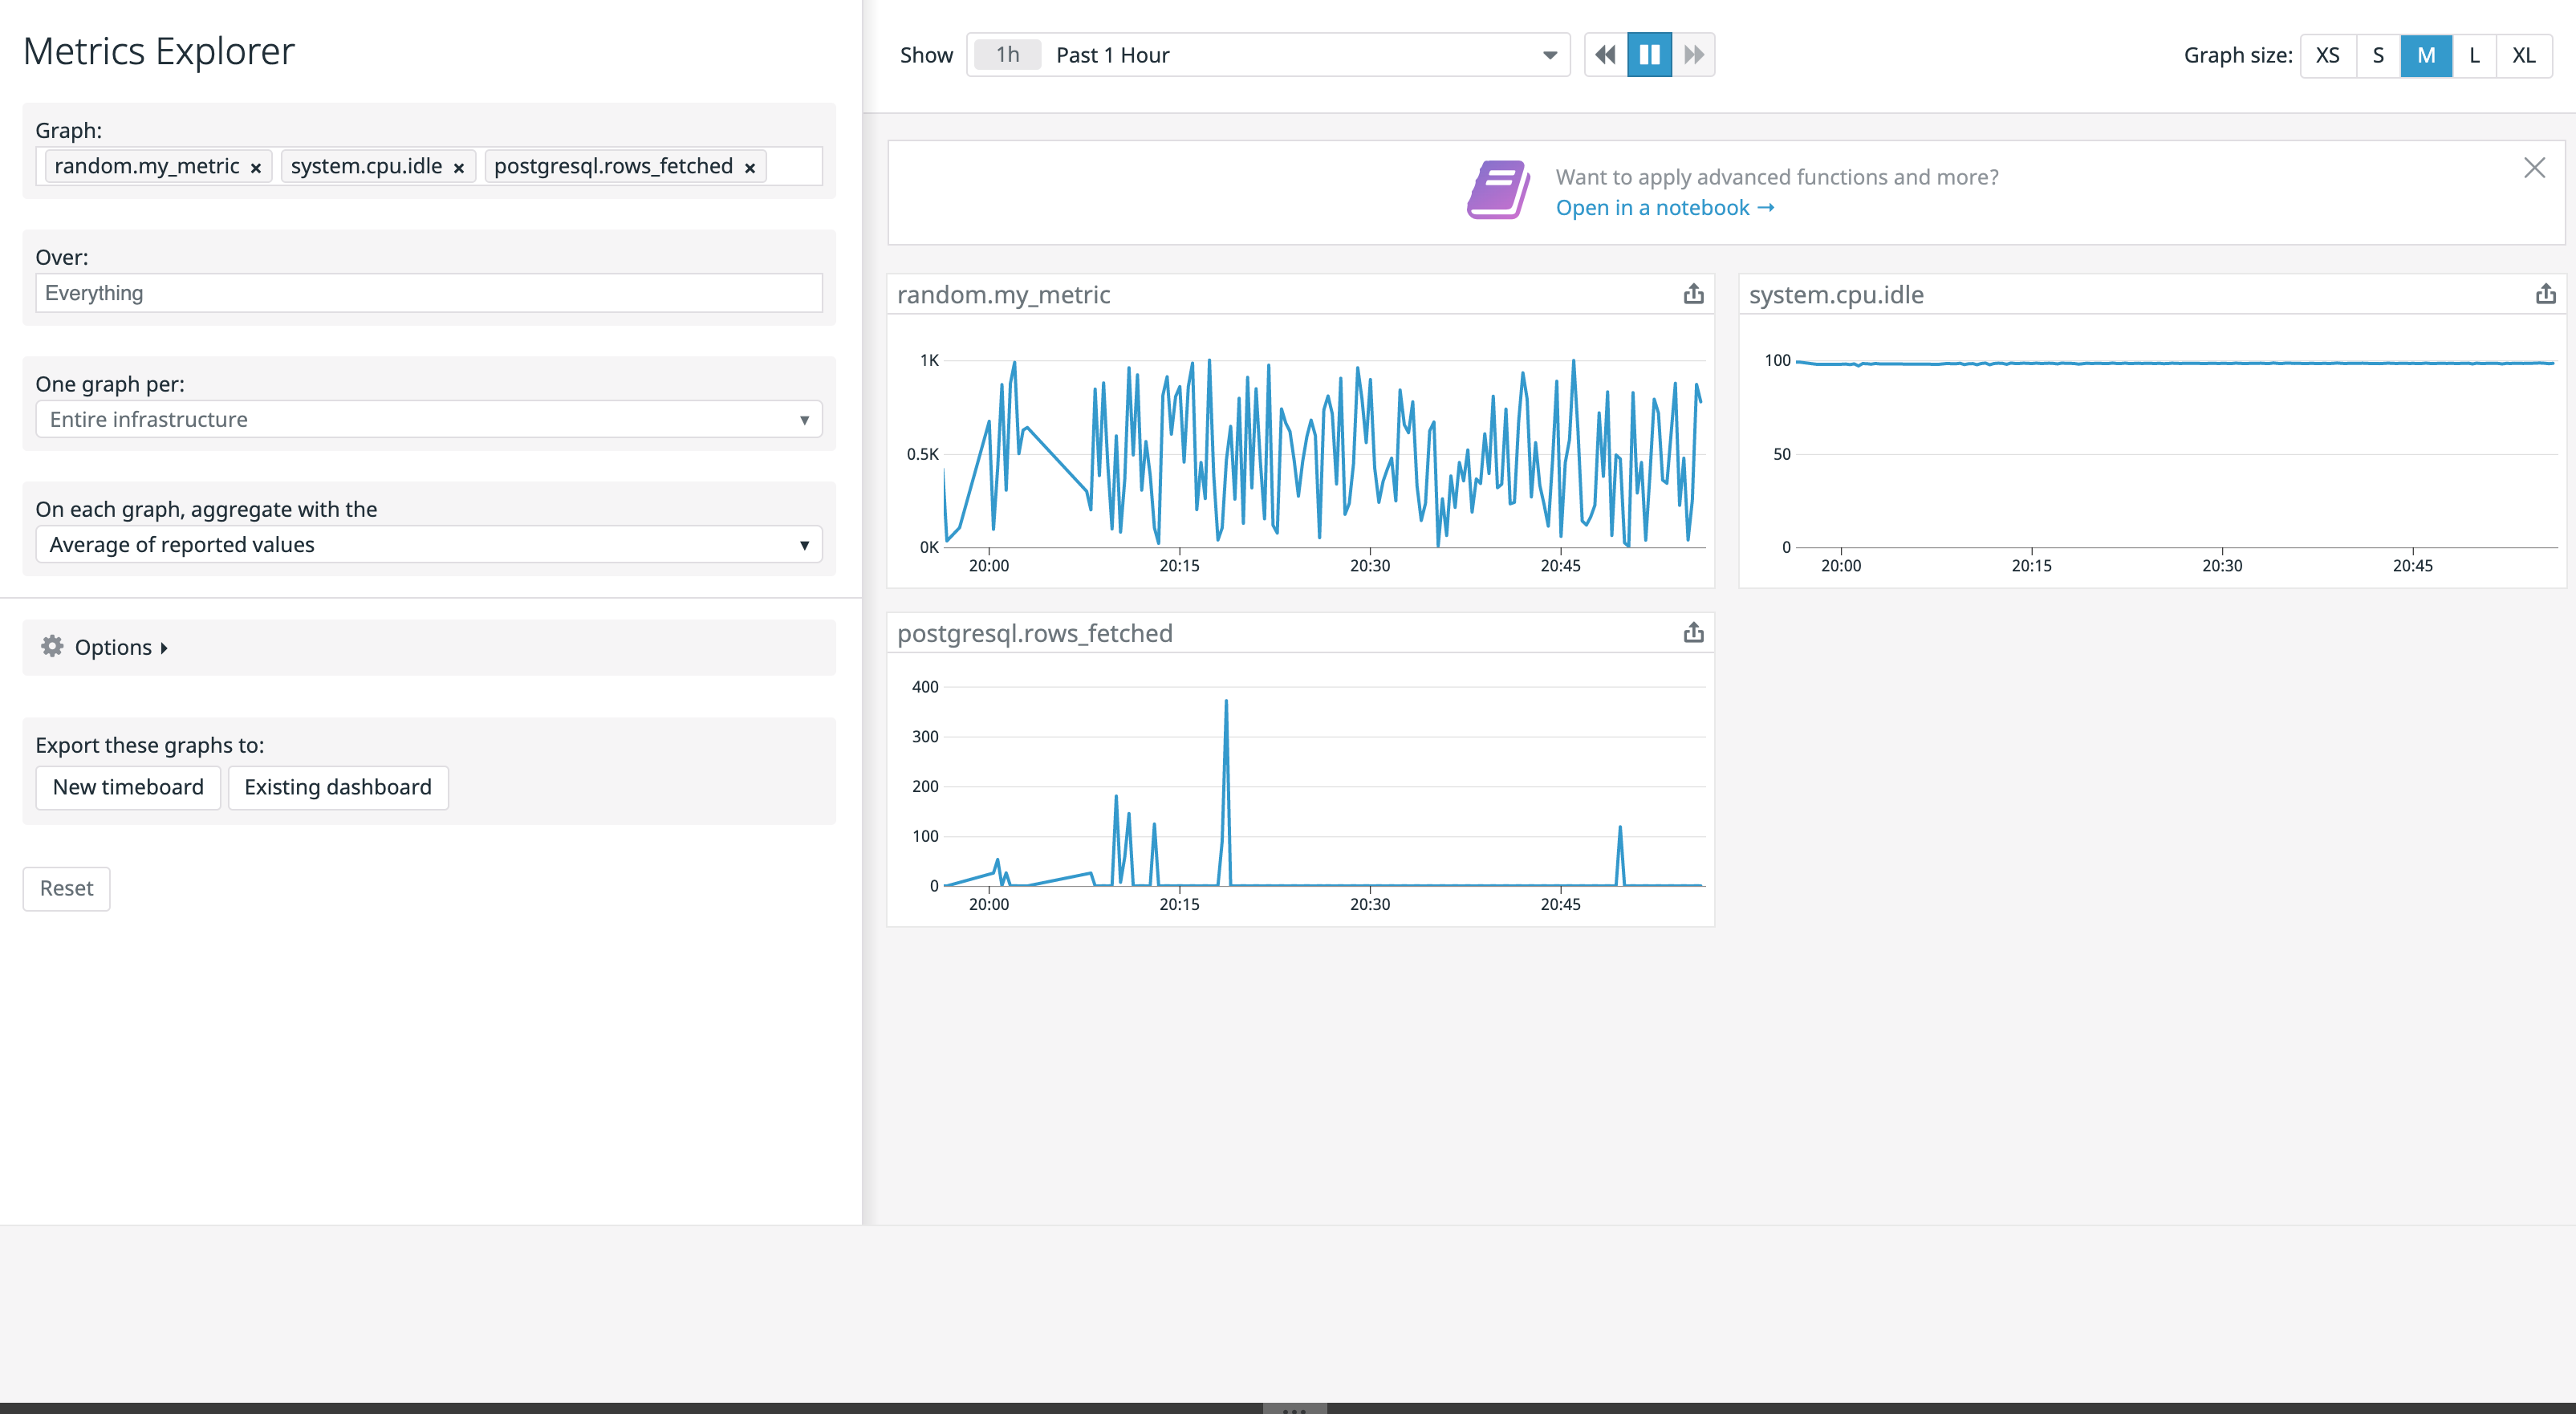 Metrics Explorer
Graph:
random.my_metric × system.cpu.idle × postgresql.rows_fetched ×
Over:
Everything
One graph per:
Entire infrastructure
On each graph, aggregate with the
Average of reported values
Options
Export these graphs to:
New timeboard Existing dashboard
Reset
Show 1h Past 1 Hour
Graph size: XS S M L XL
Want to apply advanced functions and more?
Open in a notebook →
random.my_metric
1K
0.5K
0K
20:00 20:15 20:30 20:45
system.cpu.idle
100
50
0
20:00 20:15 20:30 20:45
postgresql.rows_fetched
400
300
200
100
0
20:00 20:15 20:30 20:45